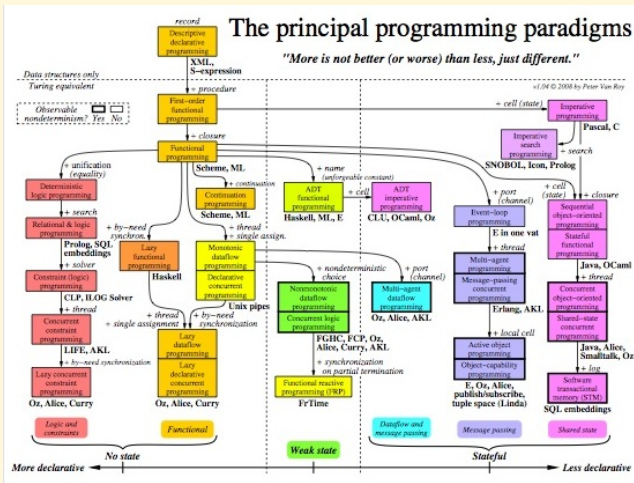 The principal programming paradigms
"More is not better (or worse) than less, just different."
v1.04 © 2008 by Peter Van Roy
record
Descriptive
declarative
programming
XML,
S-expression
Data structures only
Turing equivalent
+ procedure
Observable
nondeterminism? Yes No
First-order
functional
programming
+ closure
Functional
programming
Scheme, ML
+ cell (state)
Imperative
programming
Pascal, C
Imperative
search
programming
+ search
SNOBOL, Icon, Prolog
+ unification
(equality)
Deterministic
logic programming
+ search
Relational & logic
programming
Prolog, SQL
embeddings
+ solver
Constraint (logic)
programming
CLP, ILOG Solver
+ thread
Concurrent
constraint
programming
LIFE, AKL
+ by-need synchronization
Lazy concurrent
constraint
programming
Oz, Alice, Curry
+ continuation
Continuation
programming
Scheme, ML
+ by-need
synchron.
Lazy
functional
programming
Haskell
+ thread
+ single assignment
+ thread
+ single assign.
Monotonic
dataflow
programming
Declarative
concurrent
programming
Unix pipes
+ by-need
synchronization
Lazy
dataflow
programming
Lazy
declarative
concurrent
programming
Oz, Alice, Curry
+ name
(unforgeable constant)
ADT
functional
programming
Haskell, ML, E
+ cell
ADT
imperative
programming
CLU, OCaml, Oz
+ nondeterministic
choice
Nonmonotonic
dataflow
programming
Concurrent logic
programming
FGHC, FCP, Oz,
Alice, Curry, AKL
+ synchronization
on partial termination
Functional reactive
programming (FRP)
FrTime
+ port
(channel)
Multi-agent
dataflow
programming
Oz, Alice, AKL
+ port
(channel)
Event-loop
programming
E in one vat
+ thread
Multi-agent
programming
Message-passing
concurrent
programming
Erlang, AKL
+ local cell
Active object
programming
Object-capability
programming
E, Oz, Alice,
publish/subscribe,
tuple space (Linda)
+ cell
(state)
+ closure
Sequential
object-oriented
programming
Stateful
functional
programming
Java, OCaml
+ thread
Concurrent
object-oriented
programming
Shared-state
concurrent
programming
Java, Alice,
Smalltalk, Oz
+ log
Software
transactional
memory (STM)
SQL embeddings
Logic and
constraints
Functional
Dataflow and
message passing
Message passing
Shared state
No state
Weak state
Stateful
More declarative
Less declarative